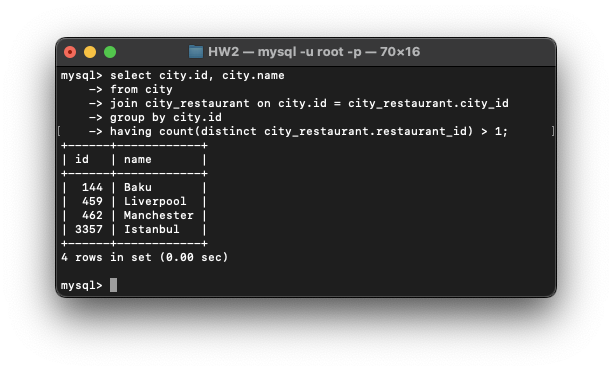 HW2 — mysql -u root -p — 70×16
mysql> select city.id, city.name
    -> from city
    -> join city_restaurant on city.id = city_restaurant.city_id
    -> group by city.id
[    -> having count(distinct city_restaurant.restaurant_id) > 1;      ]
+------+------------+
| id   | name       |
+------+------------+
|  144 | Baku       |
|  459 | Liverpool  |
|  462 | Manchester |
| 3357 | Istanbul   |
+------+------------+
4 rows in set (0.00 sec)
mysql>